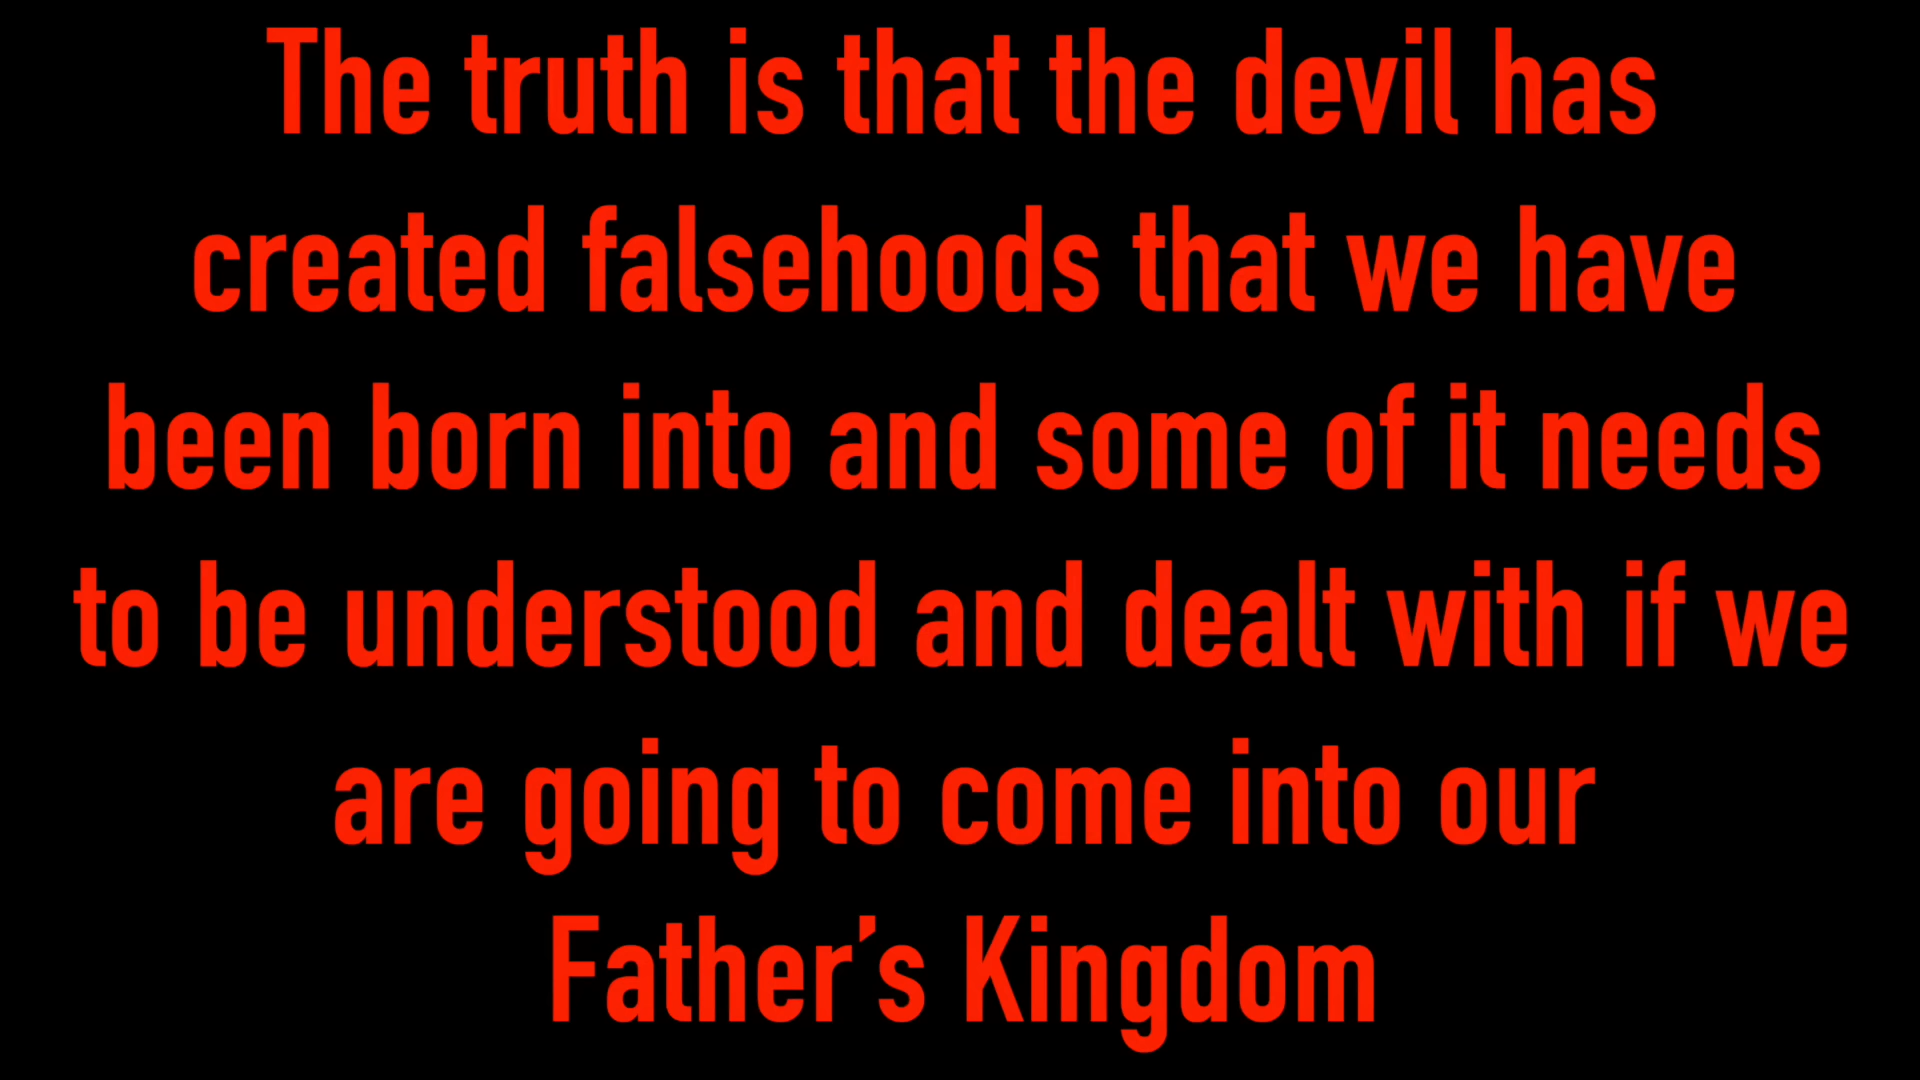 The truth is that the devil has
created falsehoods that we have
been born into and some of it needs
to be understood and dealt with if we
are going to come into our
Father’s Kingdom